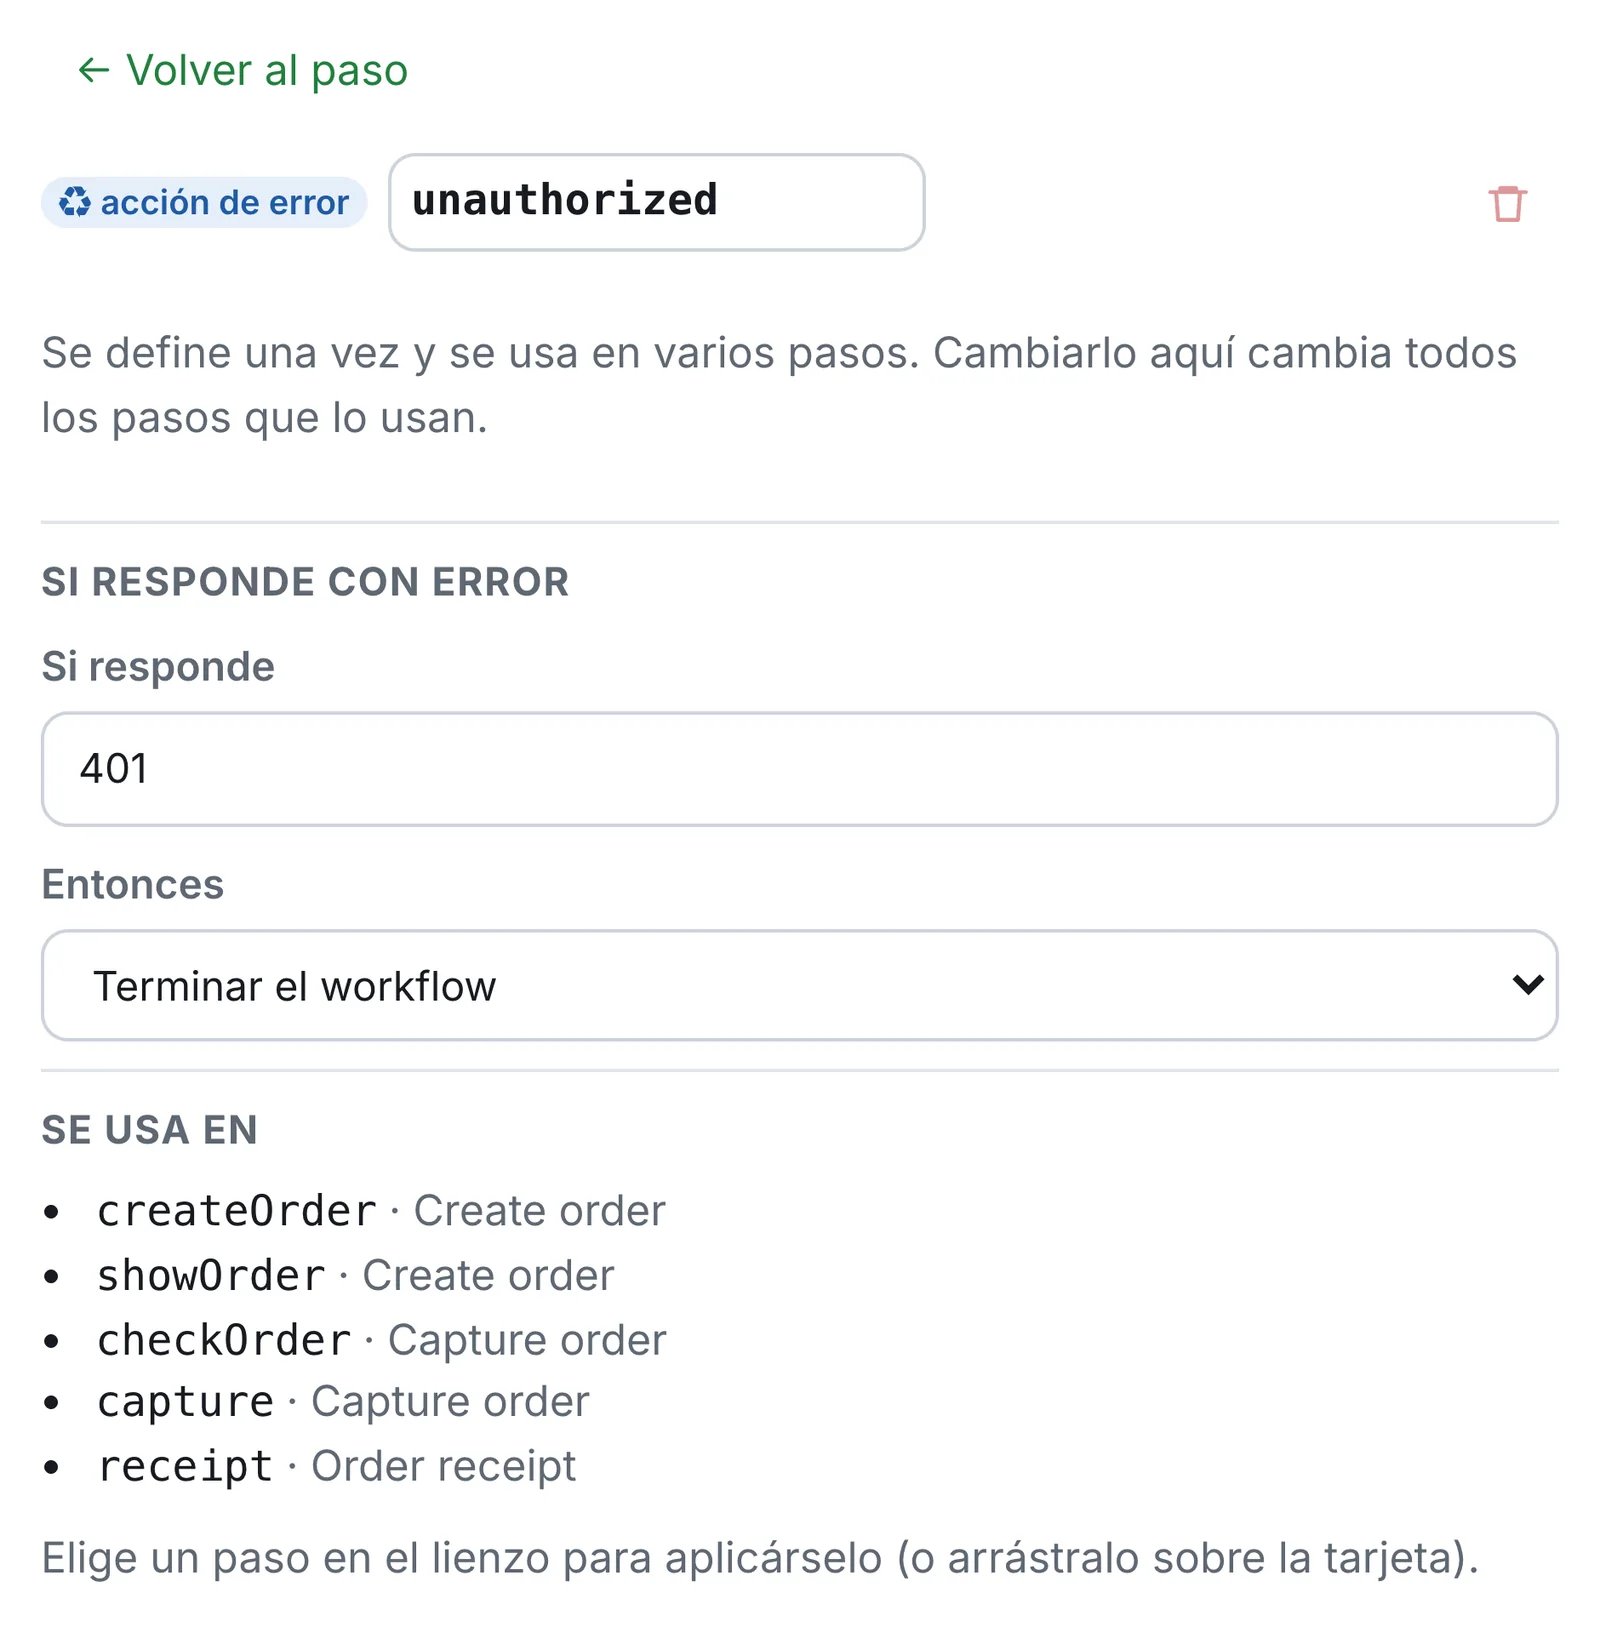 ← Volver al paso
♻ acción de error unauthorized
Se define una vez y se usa en varios pasos. Cambiarlo aquí cambia todos
los pasos que lo usan.
SI RESPONDE CON ERROR
Si responde
401
Entonces
Terminar el workflow
SE USA EN
• createOrder · Create order
• showOrder · Create order
• checkOrder · Capture order
• capture · Capture order
• receipt · Order receipt
Elige un paso en el lienzo para aplicárselo (o arrástralo sobre la tarjeta).